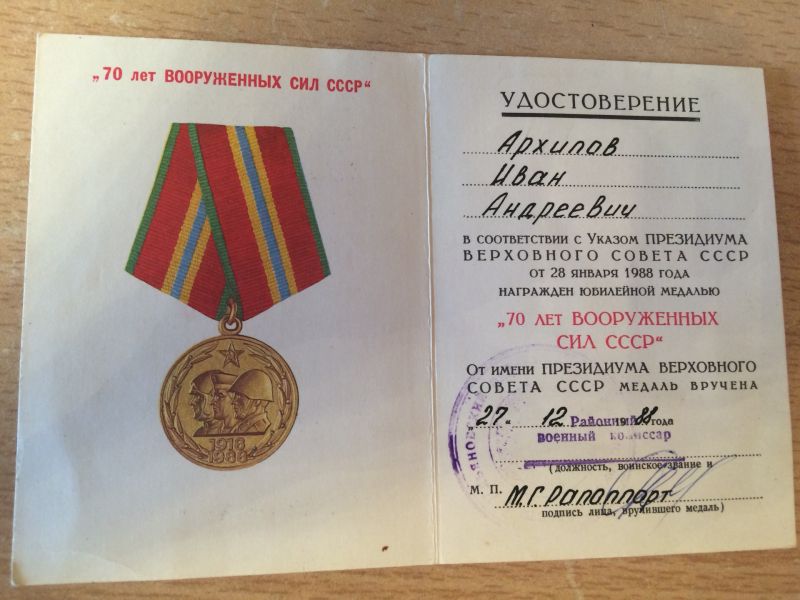 „70 лет ВООРУЖЕННЫХ СИЛ СССР“
1918
1988
УДОСТОВЕРЕНИЕ
Архипов
Иван
Андреевич
В СООТВЕТСТВИИ С УКАЗОМ ПРЕЗИДИУМА
ВЕРХОВНОГО СОВЕТА СССР
ОТ 28 ЯНВАРЯ 1988 ГОДА
НАГРАЖДЕН ЮБИЛЕЙНОЙ МЕДАЛЬЮ
„70 ЛЕТ ВООРУЖЕННЫХ
СИЛ СССР“
ОТ ИМЕНИ ПРЕЗИДИУМА ВЕРХОВНОГО
СОВЕТА СССР МЕДАЛЬ ВРУЧЕНА
„27“ 12 1988 года
Районный
военный комиссар
(должность, воинское звание и
М. П. М.Г. Рапоппорт
подпись лица, вручившего медаль)